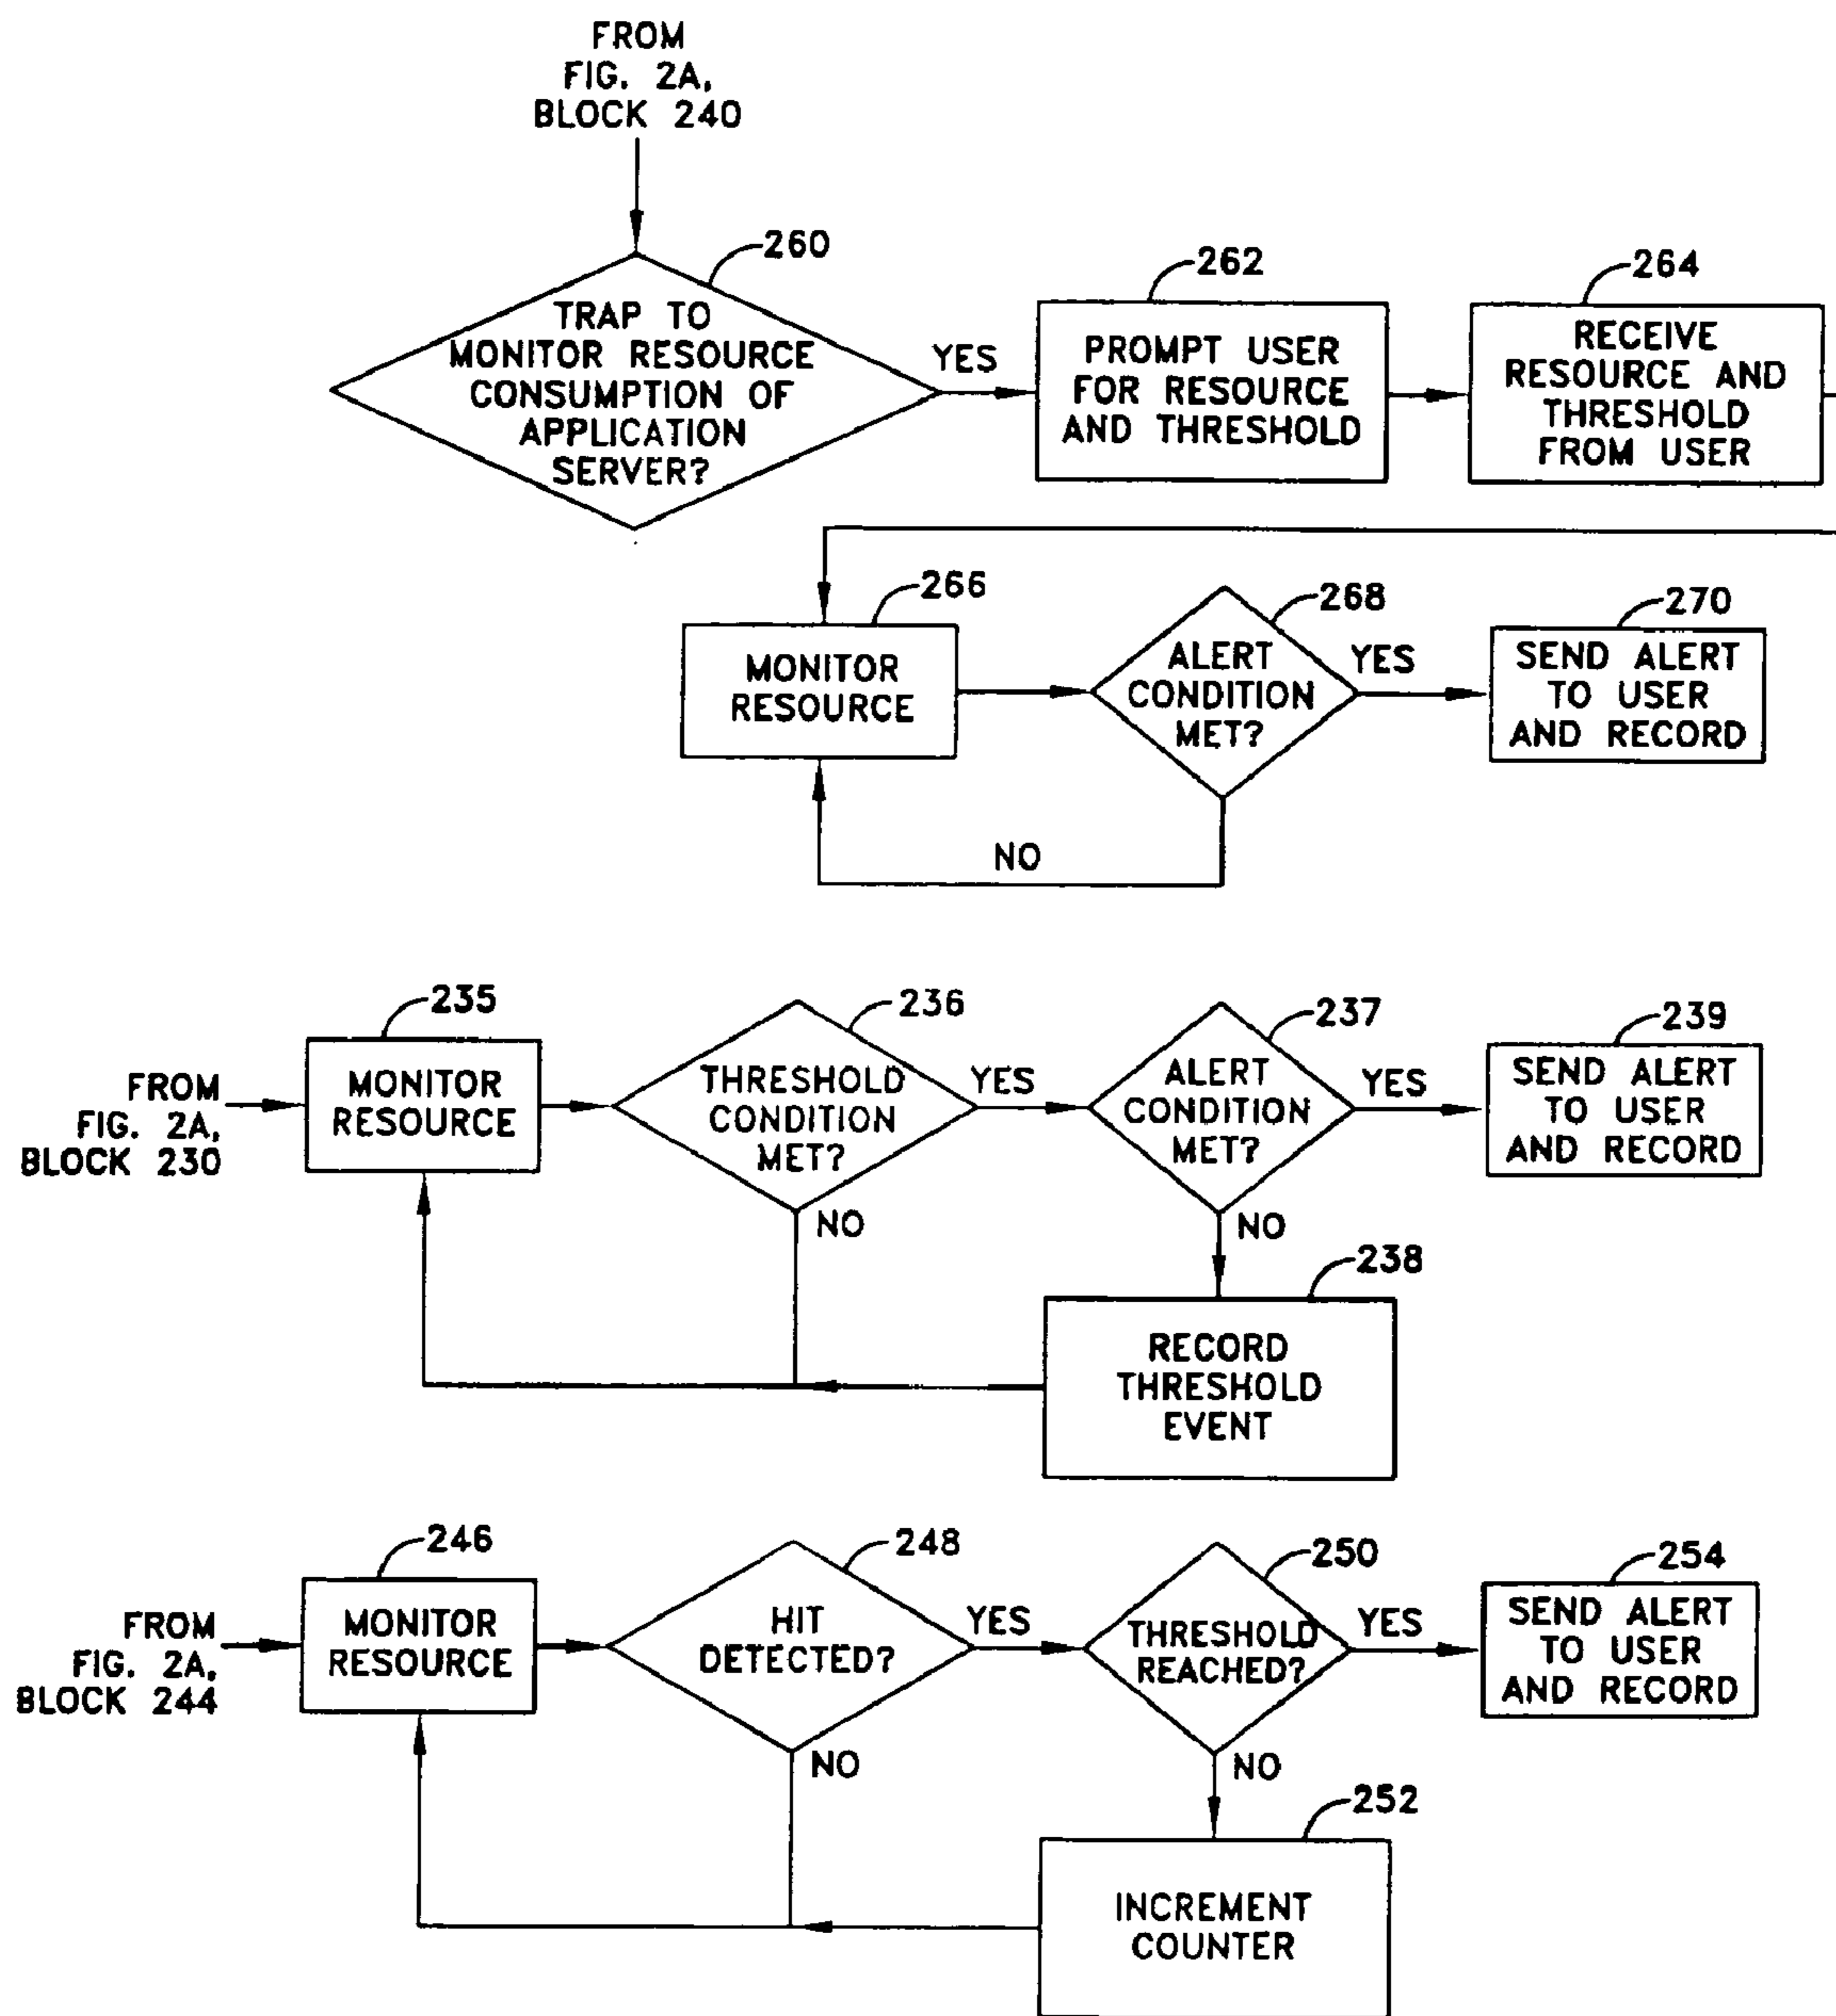 FROM
FIG. 2A,
BLOCK 240
260
TRAP TO
MONITOR RESOURCE
CONSUMPTION OF
APPLICATION
SERVER?
YES
262
PROMPT USER
FOR RESOURCE
AND THRESHOLD
264
RECEIVE
RESOURCE AND
THRESHOLD
FROM USER
266
MONITOR
RESOURCE
268
ALERT
CONDITION
MET?
YES
270
SEND ALERT
TO USER
AND RECORD
NO
FROM
FIG. 2A,
BLOCK 230
235
MONITOR
RESOURCE
236
THRESHOLD
CONDITION
MET?
YES
NO
237
ALERT
CONDITION
MET?
YES
NO
239
SEND ALERT
TO USER
AND RECORD
238
RECORD
THRESHOLD
EVENT
FROM
FIG. 2A,
BLOCK 244
246
MONITOR
RESOURCE
248
HIT
DETECTED?
YES
NO
250
THRESHOLD
REACHED?
YES
NO
254
SEND ALERT
TO USER
AND RECORD
252
INCREMENT
COUNTER